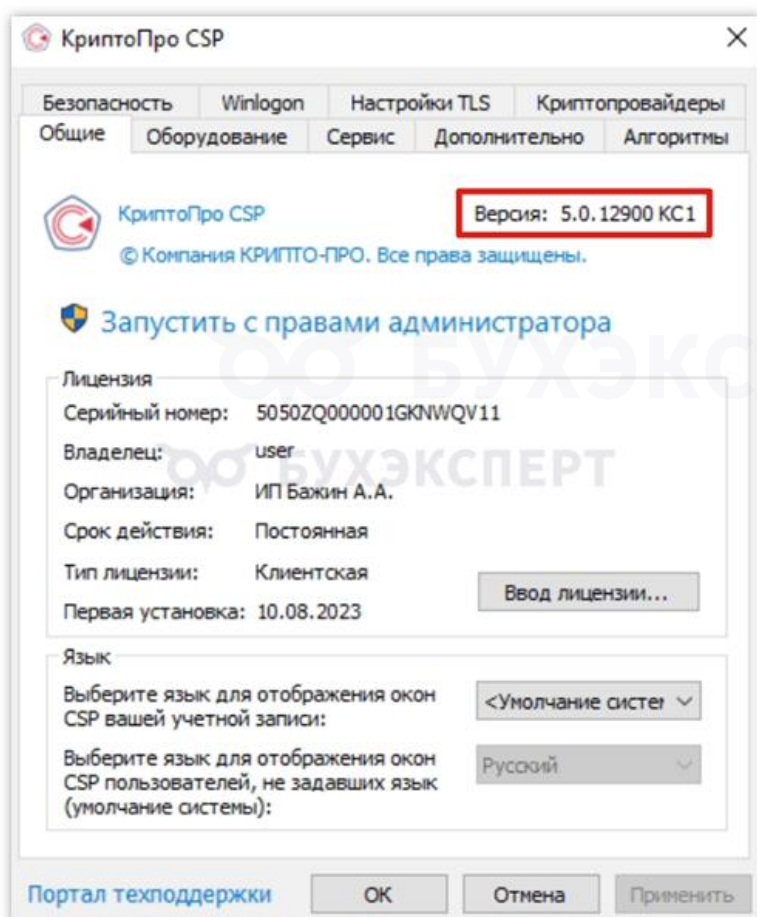 КриптоПро CSP
Безопасность Winlogon Настройки TLS Криптопровайдеры
Общие Оборудование Сервис Дополнительно Алгоритмы
КриптоПро CSP Версия: 5.0.12900 КС1
© Компания КРИПТО-ПРО. Все права защищены.
Запустить с правами администратора
БУХЭКС
Лицензия
Серийный номер: 5050ZQ000001GKNWQV11
Владелец: user
БУХЭКСПЕРТ
Организация: ИП Бажин А.А.
Срок действия: Постоянная
Тип лицензии: Клиентская
Ввод лицензии...
Первая установка: 10.08.2023
Язык
Выберите язык для отображения окон
CSP вашей учетной записи:
<Умолчание систем
Выберите язык для отображения окон
CSP пользователей, не задавших язык
(умолчание системы):
Русский
Портал техподдержки ОК Отмена Применить